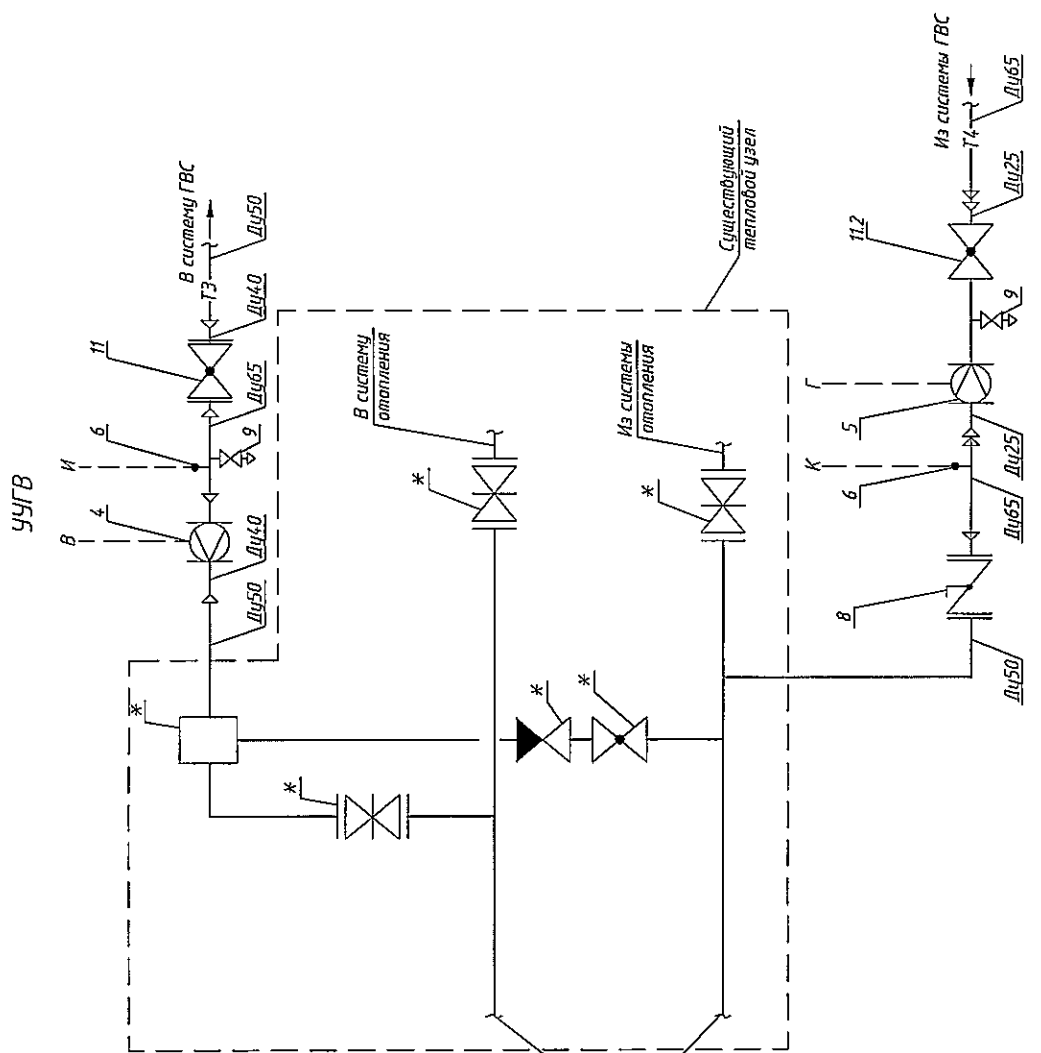 УУГВ
В
И
4
6
11
В систему ГВС
Т3
Ду50
Ду40
Ду65
9
Ду40
Ду50
*
*
Существующий
тепловой узел
В систему
отопления
*
Из системы
отопления
*
*
*
Из системы ГВС
Т4
Ду65
Ду25
11.2
9
Г
5
К
6
Ду25
Ду65
8
Ду50